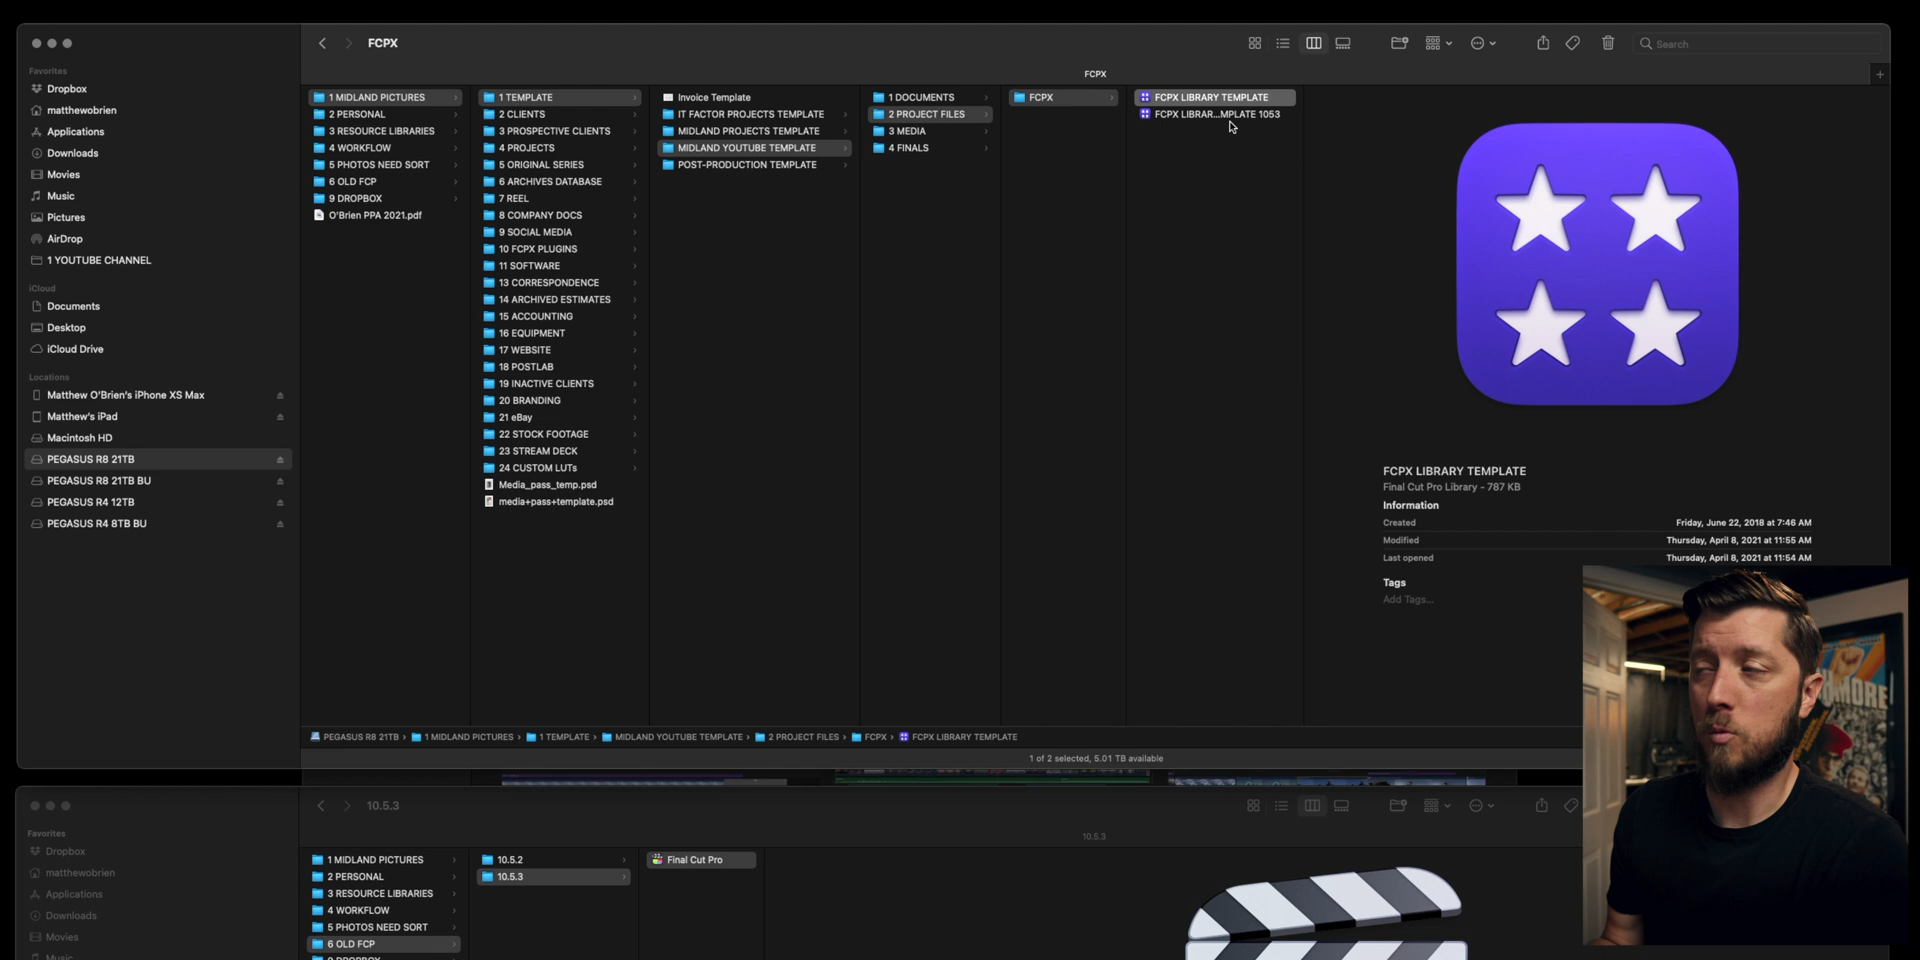 FCPX
Search
FCPX
Favorites
Dropbox
matthewobrien
Applications
Downloads
Movies
Music
Pictures
AirDrop
1 YOUTUBE CHANNEL
iCloud
Documents
Desktop
iCloud Drive
Locations
Matthew O'Brien's iPhone XS Max
Matthew's iPad
Macintosh HD
PEGASUS R8 21TB
PEGASUS R8 21TB BU
PEGASUS R4 12TB
PEGASUS R4 8TB BU
1 MIDLAND PICTURES
2 PERSONAL
3 RESOURCE LIBRARIES
4 WORKFLOW
5 PHOTOS NEED SORT
6 OLD FCP
9 DROPBOX
O'Brien PPA 2021.pdf
1 TEMPLATE
2 CLIENTS
3 PROSPECTIVE CLIENTS
4 PROJECTS
5 ORIGINAL SERIES
6 ARCHIVES DATABASE
7 REEL
8 COMPANY DOCS
9 SOCIAL MEDIA
10 FCPX PLUGINS
11 SOFTWARE
13 CORRESPONDENCE
14 ARCHIVED ESTIMATES
15 ACCOUNTING
16 EQUIPMENT
17 WEBSITE
18 POSTLAB
19 INACTIVE CLIENTS
20 BRANDING
21 eBay
22 STOCK FOOTAGE
23 STREAM DECK
24 CUSTOM LUTs
Media_pass_temp.psd
media+pass+template.psd
Invoice Template
IT FACTOR PROJECTS TEMPLATE
MIDLAND PROJECTS TEMPLATE
MIDLAND YOUTUBE TEMPLATE
POST-PRODUCTION TEMPLATE
1 DOCUMENTS
2 PROJECT FILES
3 MEDIA
4 FINALS
FCPX
FCPX LIBRARY TEMPLATE
FCPX LIBRAR...MPLATE 1053
FCPX LIBRARY TEMPLATE
Final Cut Pro Library - 787 KB
Information
Created Friday, June 22, 2018 at 7:46 AM
Modified Thursday, April 8, 2021 at 11:55 AM
Last opened Thursday, April 8, 2021 at 11:54 AM
Tags
Add Tags...
PEGASUS R8 21TB › 1 MIDLAND PICTURES › 1 TEMPLATE › MIDLAND YOUTUBE TEMPLATE › 2 PROJECT FILES › FCPX › FCPX LIBRARY TEMPLATE
1 of 2 selected, 5.01 TB available
10.5.3
10.5.3
Favorites
Dropbox
matthewobrien
Applications
Downloads
Movies
Music
1 MIDLAND PICTURES
2 PERSONAL
3 RESOURCE LIBRARIES
4 WORKFLOW
5 PHOTOS NEED SORT
6 OLD FCP
9 DROPBOX
10.5.2
10.5.3
Final Cut Pro